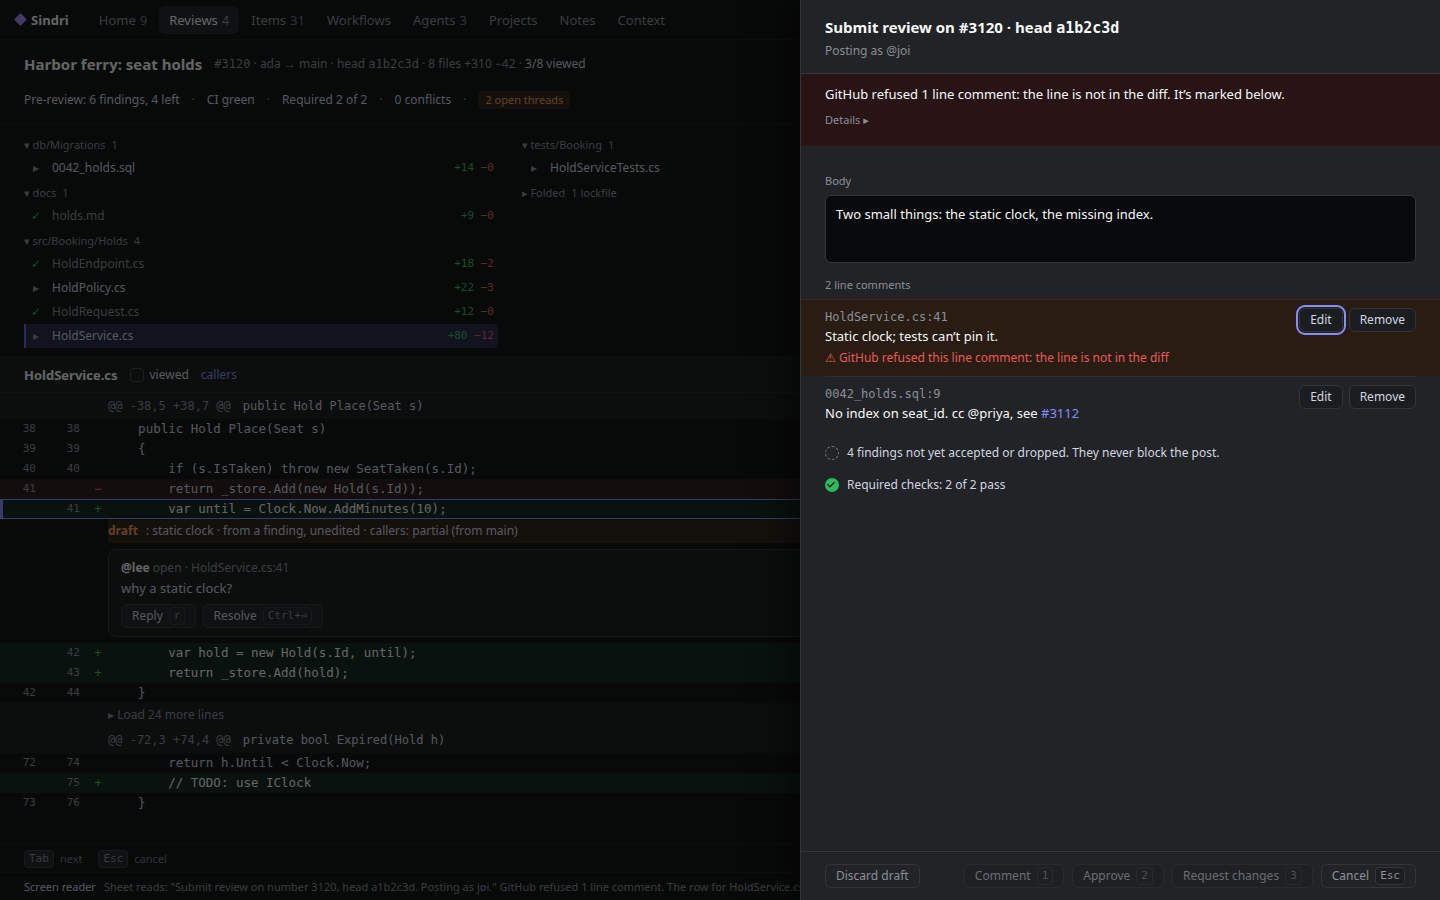 Sindri Home 9 Reviews 4 Items 31 Workflows Agents 3 Projects Notes Context
Harbor ferry: seat holds #3120 · ada → main · head a1b2c3d · 8 files +310 −42 · 3/8 viewed
Pre-review: 6 findings, 4 left · CI green · Required 2 of 2 · 0 conflicts · 2 open threads
▾ db/Migrations 1
▸ 0042_holds.sql +14 −0
▾ docs 1
✓ holds.md +9 −0
▾ src/Booking/Holds 4
✓ HoldEndpoint.cs +18 −2
▸ HoldPolicy.cs +22 −3
✓ HoldRequest.cs +12 −0
▸ HoldService.cs +80 −12
▾ tests/Booking 1
▸ HoldServiceTests.cs
▸ Folded 1 lockfile
HoldService.cs viewed callers
@@ -38,5 +38,7 @@ public Hold Place(Seat s)
38 38 public Hold Place(Seat s)
39 39 {
40 40 if (s.IsTaken) throw new SeatTaken(s.Id);
41 − return _store.Add(new Hold(s.Id));
41 + var until = Clock.Now.AddMinutes(10);
draft : static clock · from a finding, unedited · callers: partial (from main)
@lee open · HoldService.cs:41
why a static clock?
Reply r Resolve Ctrl+⏎
42 + var hold = new Hold(s.Id, until);
43 + return _store.Add(hold);
42 44 }
▸ Load 24 more lines
@@ -72,3 +74,4 @@ private bool Expired(Hold h)
72 74 return h.Until < Clock.Now;
75 + // TODO: use IClock
73 76 }
Tab next Esc cancel
Screen reader Sheet reads: "Submit review on number 3120, head a1b2c3d. Posting as joi." GitHub refused 1 line comment. The row for HoldService.c
Submit review on #3120 · head a1b2c3d
Posting as @joi
GitHub refused 1 line comment: the line is not in the diff. It’s marked below.
Details ▸
Body
Two small things: the static clock, the missing index.
2 line comments
HoldService.cs:41 Edit Remove
Static clock; tests can’t pin it.
⚠ GitHub refused this line comment: the line is not in the diff
0042_holds.sql:9 Edit Remove
No index on seat_id. cc @priya, see #3112
4 findings not yet accepted or dropped. They never block the post.
Required checks: 2 of 2 pass
Discard draft Comment 1 Approve 2 Request changes 3 Cancel Esc